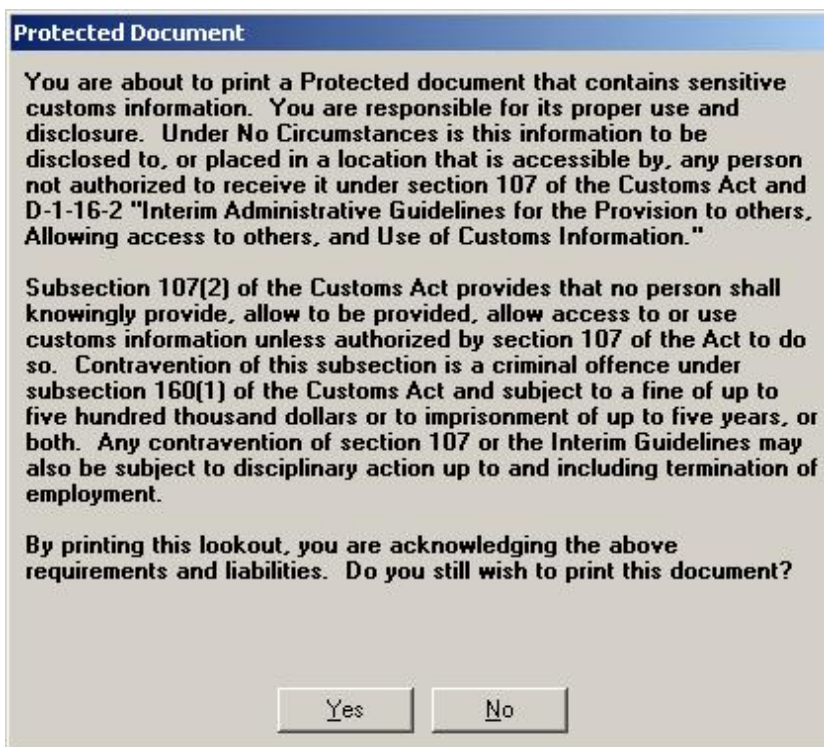 Protected Document
You are about to print a Protected document that contains sensitive
customs information.  You are responsible for its proper use and
disclosure.  Under No Circumstances is this information to be
disclosed to, or placed in a location that is accessible by, any person
not authorized to receive it under section 107 of the Customs Act and
D-1-16-2 "Interim Administrative Guidelines for the Provision to others,
Allowing access to others, and Use of Customs Information."
Subsection 107(2) of the Customs Act provides that no person shall
knowingly provide, allow to be provided, allow access to or use
customs information unless authorized by section 107 of the Act to do
so.  Contravention of this subsection is a criminal offence under
subsection 160(1) of the Customs Act and subject to a fine of up to
five hundred thousand dollars or to imprisonment of up to five years, or
both.  Any contravention of section 107 or the Interim Guidelines may
also be subject to disciplinary action up to and including termination of
employment.
By printing this lookout, you are acknowledging the above
requirements and liabilities.  Do you still wish to print this document?
Yes
No